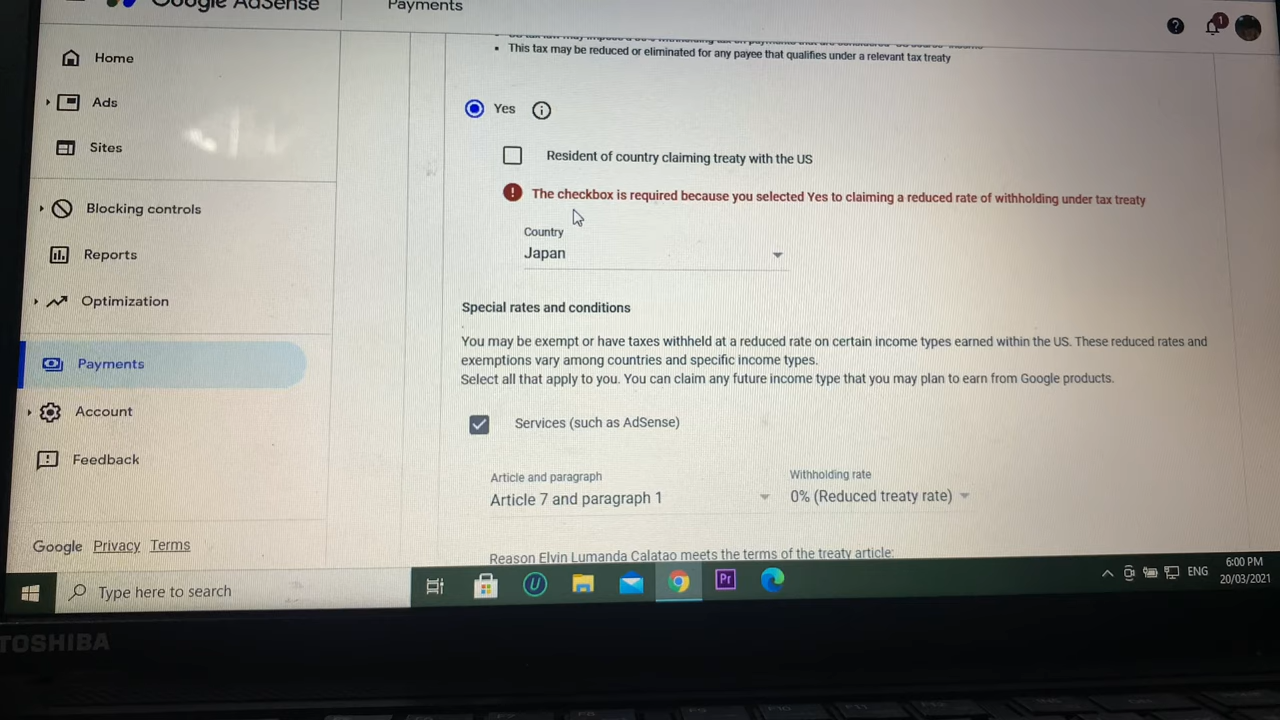 Google AdSense
Payments
1
This tax may be reduced or eliminated for any payee that qualifies under a relevant tax treaty
Home
Ads
Sites
Blocking controls
Reports
Optimization
Payments
Account
Feedback
Google Privacy Terms
Yes
Resident of country claiming treaty with the US
The checkbox is required because you selected Yes to claiming a reduced rate of withholding under tax treaty
Country
Japan
Special rates and conditions
You may be exempt or have taxes withheld at a reduced rate on certain income types earned within the US. These reduced rates and
exemptions vary among countries and specific income types.
Select all that apply to you. You can claim any future income type that you may plan to earn from Google products.
Services (such as AdSense)
Article and paragraph
Withholding rate
Article 7 and paragraph 1
0% (Reduced treaty rate)
Reason Elvin Lumanda Calatao meets the terms of the treaty article:
Type here to search
U
Pr
ENG
6:00 PM
20/03/2021
TOSHIBA